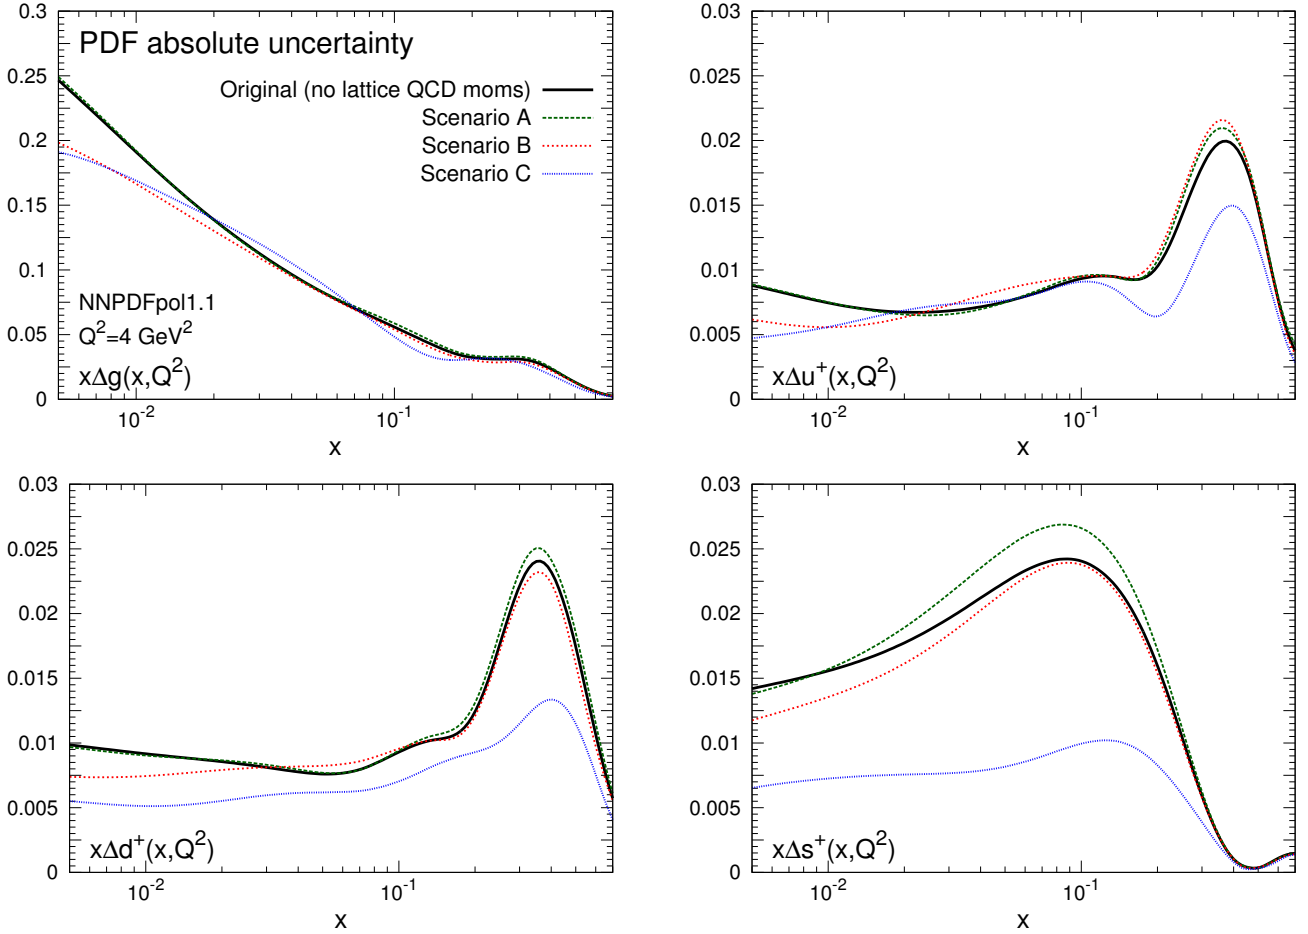 PDF absolute uncertainty
Original (no lattice QCD moms)
Scenario A
Scenario B
Scenario C
NNPDFpol1.1
Q²=4 GeV²
xΔg(x,Q²)
0.3
0.25
0.2
0.15
0.1
0.05
0
10⁻²
10⁻¹
x
0.03
0.025
0.02
0.015
0.01
0.005
0
xΔu⁺(x,Q²)
10⁻²
10⁻¹
x
0.03
0.025
0.02
0.015
0.01
0.005
0
xΔd⁺(x,Q²)
10⁻²
10⁻¹
x
0.03
0.025
0.02
0.015
0.01
0.005
0
xΔs⁺(x,Q²)
10⁻²
10⁻¹
x